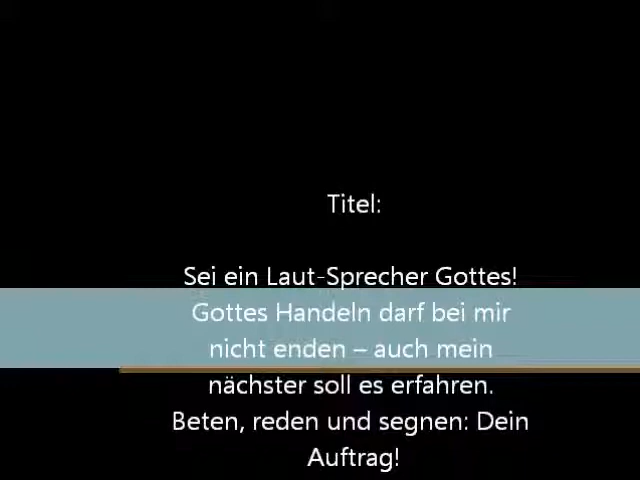 Titel:
Sei ein Laut-Sprecher Gottes!
Gottes Handeln darf bei mir
nicht enden – auch mein
nächster soll es erfahren.
Beten, reden und segnen: Dein
Auftrag!